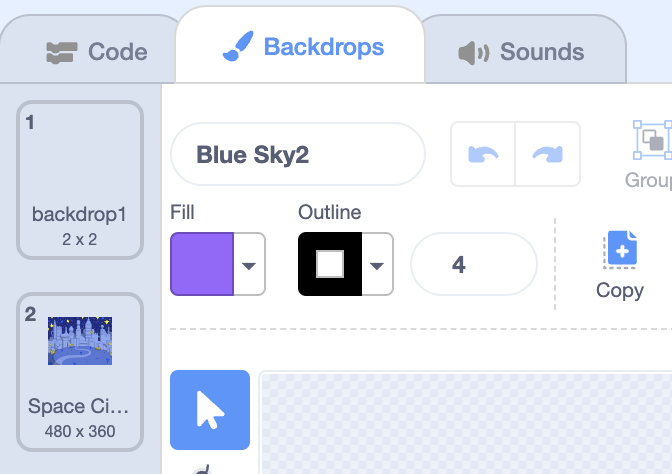 Code
Backdrops
Sounds
1
backdrop1
2 x 2
2
Space Ci...
480 x 360
Blue Sky2
Group
Fill
Outline
4
Copy